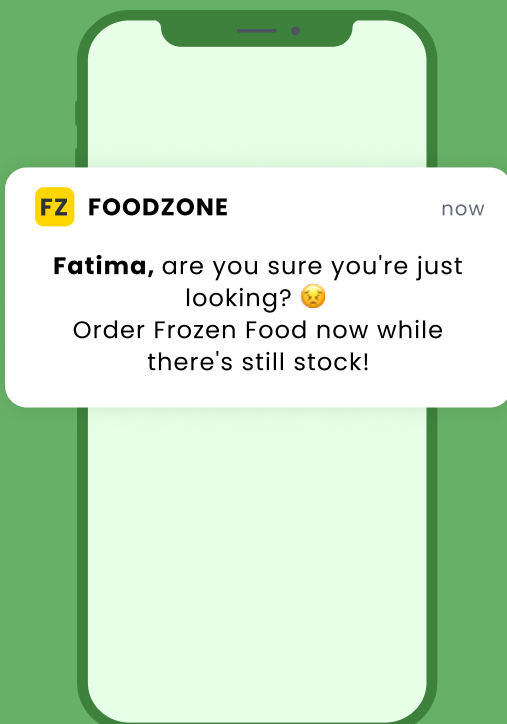 FZ FOODZONE now
Fatima, are you sure you're just
looking? 😣
Order Frozen Food now while
there's still stock!